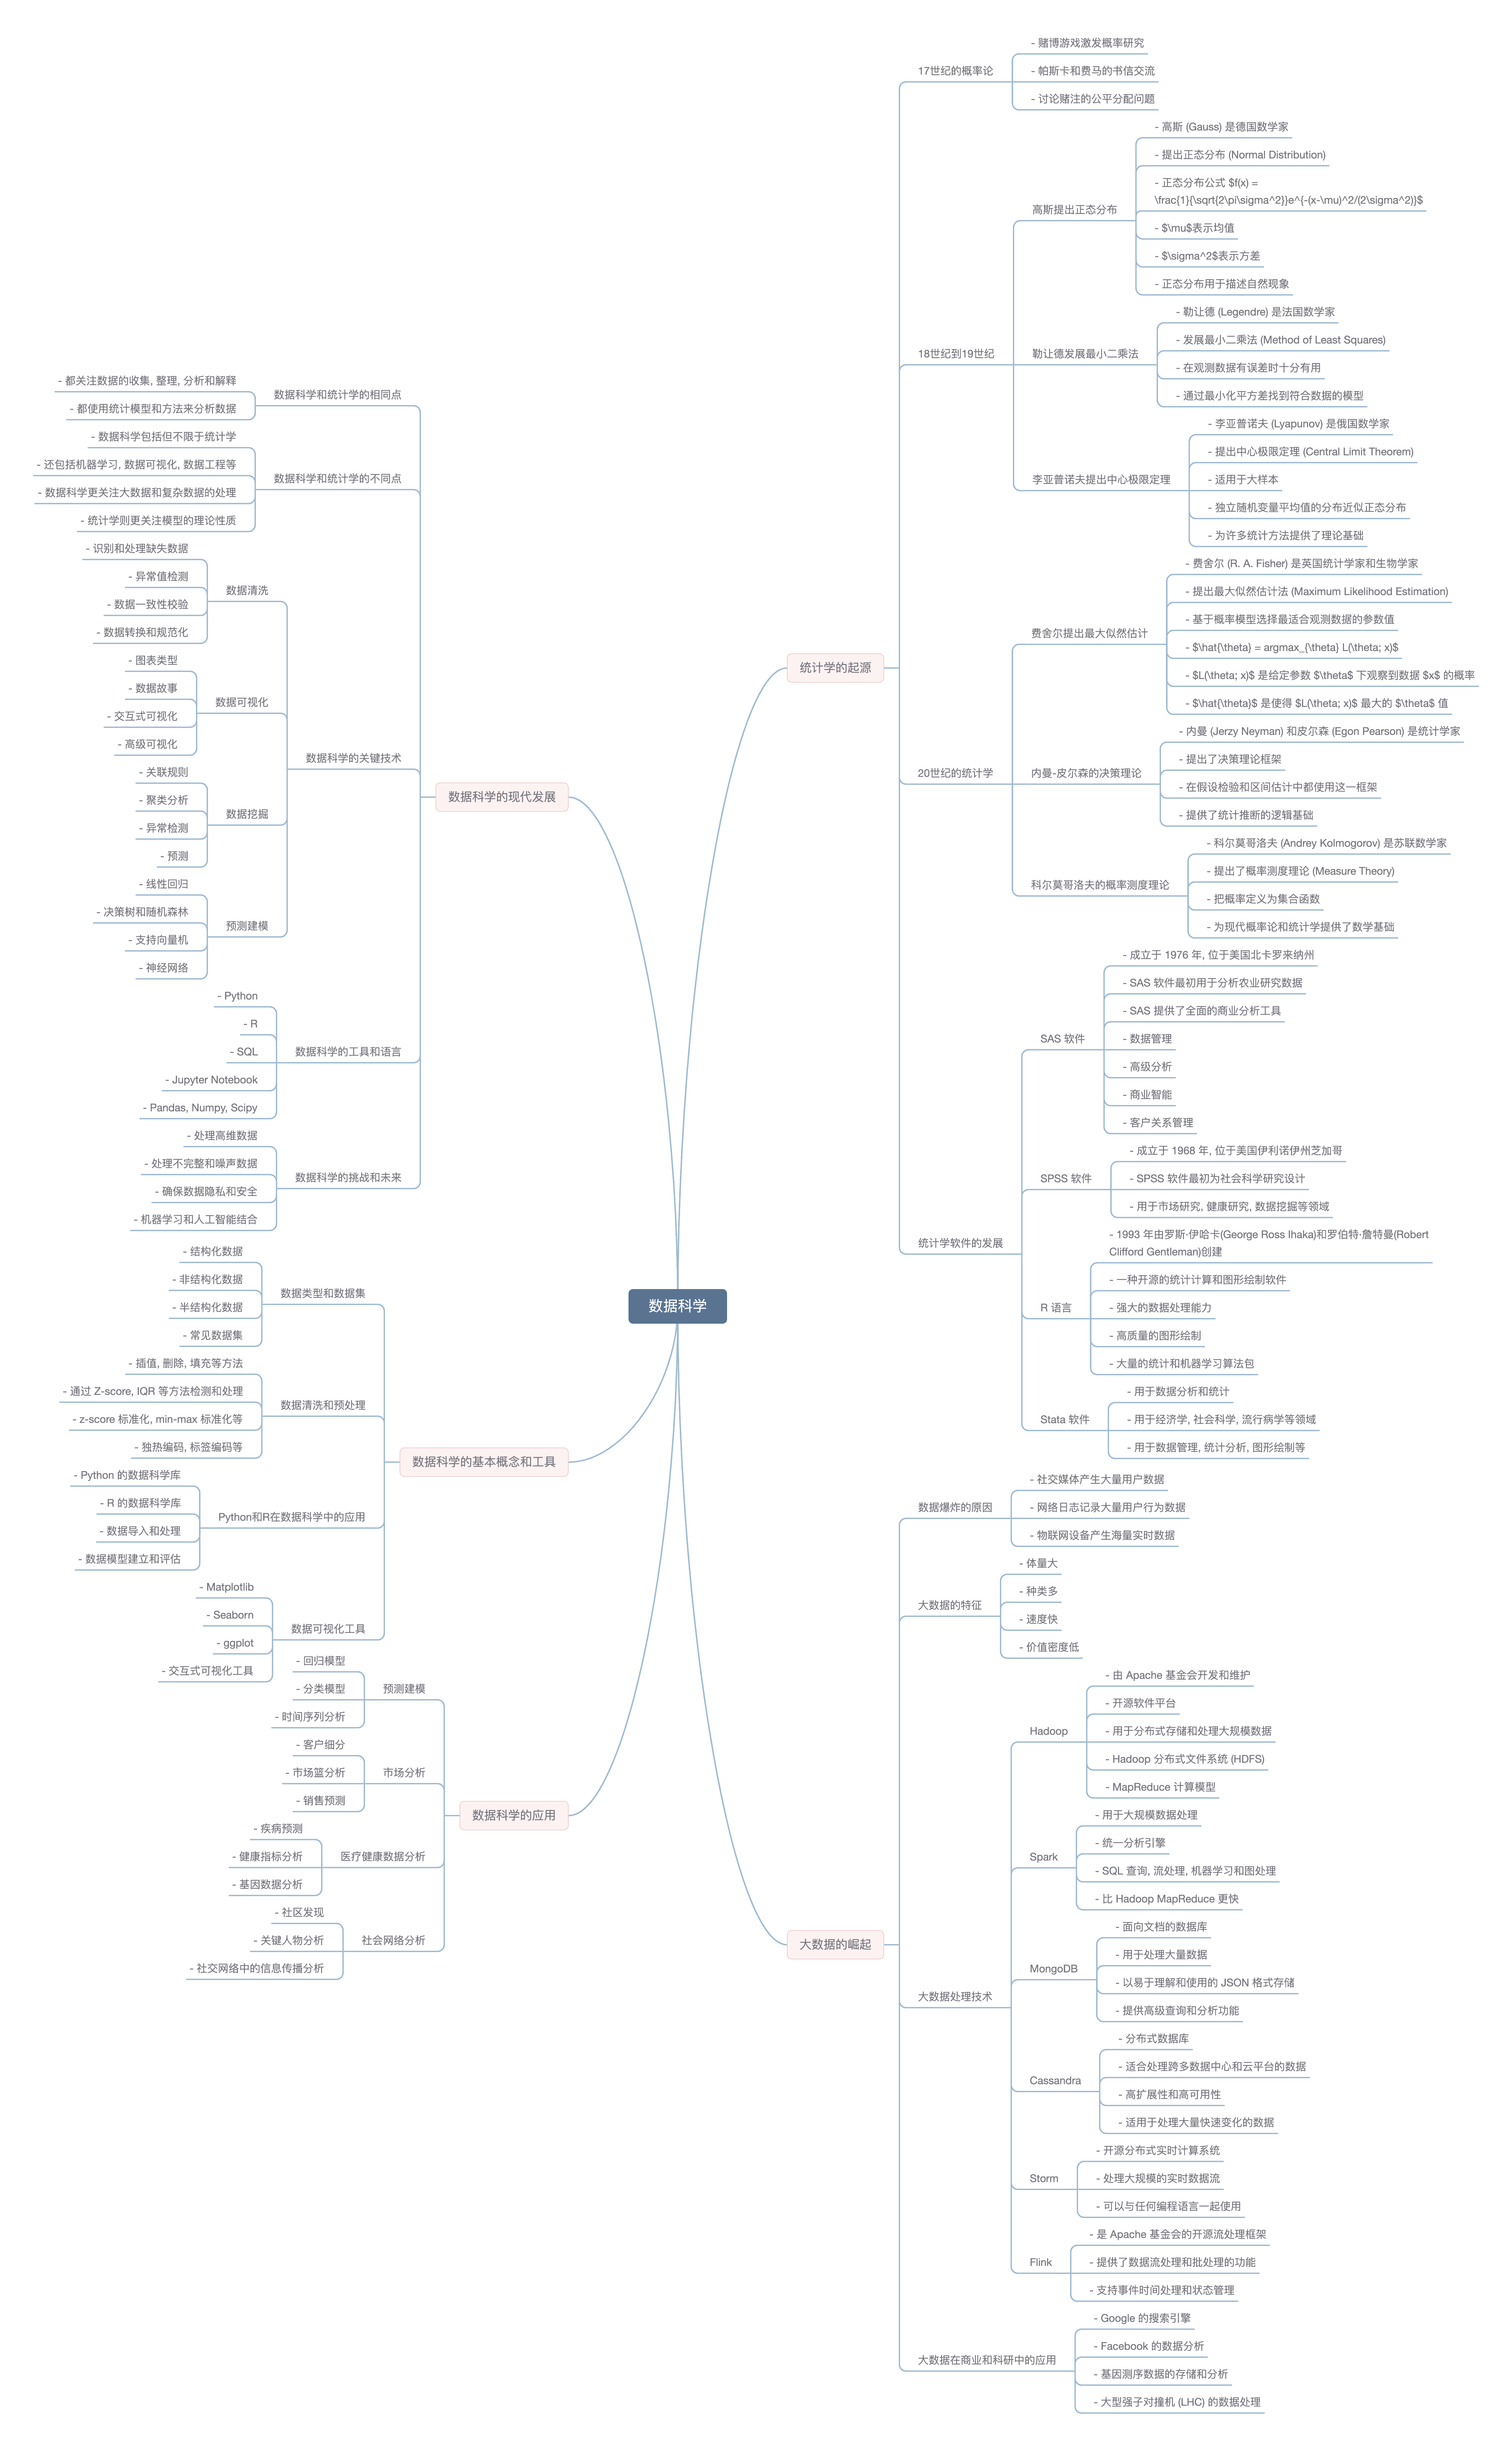 数据科学
统计学的起源
17世纪的概率论
- 赌博游戏激发概率研究
- 帕斯卡和费马的书信交流
- 讨论赌注的公平分配问题
18世纪到19世纪
高斯提出正态分布
- 高斯 (Gauss) 是德国数学家
- 提出正态分布 (Normal Distribution)
- 正态分布公式 $f(x) =
\frac{1}{\sqrt{2\pi\sigma^2}}e^{-(x-\mu)^2/(2\sigma^2)}$
- $\mu$表示均值
- $\sigma^2$表示方差
- 正态分布用于描述自然现象
勒让德发展最小二乘法
- 勒让德 (Legendre) 是法国数学家
- 发展最小二乘法 (Method of Least Squares)
- 在观测数据有误差时十分有用
- 通过最小化平方差找到符合数据的模型
李亚普诺夫提出中心极限定理
- 李亚普诺夫 (Lyapunov) 是俄国数学家
- 提出中心极限定理 (Central Limit Theorem)
- 适用于大样本
- 独立随机变量平均值的分布近似正态分布
- 为许多统计方法提供了理论基础
20世纪的统计学
费舍尔提出最大似然估计
- 费舍尔 (R. A. Fisher) 是英国统计学家和生物学家
- 提出最大似然估计法 (Maximum Likelihood Estimation)
- 基于概率模型选择最适合观测数据的参数值
- $\hat{\theta} = argmax_{\theta} L(\theta; x)$
- $L(\theta; x)$ 是给定参数 $\theta$ 下观察到数据 $x$ 的概率
- $\hat{\theta}$ 是使得 $L(\theta; x)$ 最大的 $\theta$ 值
内曼-皮尔森的决策理论
- 内曼 (Jerzy Neyman) 和皮尔森 (Egon Pearson) 是统计学家
- 提出了决策理论框架
- 在假设检验和区间估计中都使用这一框架
- 提供了统计推断的逻辑基础
科尔莫哥洛夫的概率测度理论
- 科尔莫哥洛夫 (Andrey Kolmogorov) 是苏联数学家
- 提出了概率测度理论 (Measure Theory)
- 把概率定义为集合函数
- 为现代概率论和统计学提供了数学基础
统计学软件的发展
SAS 软件
- 成立于 1976 年, 位于美国北卡罗来纳州
- SAS 软件最初用于分析农业研究数据
- SAS 提供了全面的商业分析工具
- 数据管理
- 高级分析
- 商业智能
- 客户关系管理
SPSS 软件
- 成立于 1968 年, 位于美国伊利诺伊州芝加哥
- SPSS 软件最初为社会科学研究设计
- 用于市场研究, 健康研究, 数据挖掘等领域
R 语言
- 1993 年由罗斯·伊哈卡(George Ross Ihaka)和罗伯特·詹特曼(Robert
Clifford Gentleman)创建
- 一种开源的统计计算和图形绘制软件
- 强大的数据处理能力
- 高质量的图形绘制
- 大量的统计和机器学习算法包
Stata 软件
- 用于数据分析和统计
- 用于经济学, 社会科学, 流行病学等领域
- 用于数据管理, 统计分析, 图形绘制等
大数据的崛起
数据爆炸的原因
- 社交媒体产生大量用户数据
- 网络日志记录大量用户行为数据
- 物联网设备产生海量实时数据
大数据的特征
- 体量大
- 种类多
- 速度快
- 价值密度低
大数据处理技术
Hadoop
- 由 Apache 基金会开发和维护
- 开源软件平台
- 用于分布式存储和处理大规模数据
- Hadoop 分布式文件系统 (HDFS)
- MapReduce 计算模型
Spark
- 用于大规模数据处理
- 统一分析引擎
- SQL 查询, 流处理, 机器学习和图处理
- 比 Hadoop MapReduce 更快
MongoDB
- 面向文档的数据库
- 用于处理大量数据
- 以易于理解和使用的 JSON 格式存储
- 提供高级查询和分析功能
Cassandra
- 分布式数据库
- 适合处理跨多数据中心和云平台的数据
- 高扩展性和高可用性
- 适用于处理大量快速变化的数据
Storm
- 开源分布式实时计算系统
- 处理大规模的实时数据流
- 可以与任何编程语言一起使用
Flink
- 是 Apache 基金会的开源流处理框架
- 提供了数据流处理和批处理的功能
- 支持事件时间处理和状态管理
大数据在商业和科研中的应用
- Google 的搜索引擎
- Facebook 的数据分析
- 基因测序数据的存储和分析
- 大型强子对撞机 (LHC) 的数据处理
数据科学的现代发展
数据科学和统计学的相同点
- 都关注数据的收集, 整理, 分析和解释
- 都使用统计模型和方法来分析数据
数据科学和统计学的不同点
- 数据科学包括但不限于统计学
- 还包括机器学习, 数据可视化, 数据工程等
- 数据科学更关注大数据和复杂数据的处理
- 统计学则更关注模型的理论性质
数据科学的关键技术
数据清洗
- 识别和处理缺失数据
- 异常值检测
- 数据一致性校验
- 数据转换和规范化
数据可视化
- 图表类型
- 数据故事
- 交互式可视化
- 高级可视化
数据挖掘
- 关联规则
- 聚类分析
- 异常检测
- 预测
预测建模
- 线性回归
- 决策树和随机森林
- 支持向量机
- 神经网络
数据科学的工具和语言
- Python
- R
- SQL
- Jupyter Notebook
- Pandas, Numpy, Scipy
数据科学的挑战和未来
- 处理高维数据
- 处理不完整和噪声数据
- 确保数据隐私和安全
- 机器学习和人工智能结合
数据科学的基本概念和工具
数据类型和数据集
- 结构化数据
- 非结构化数据
- 半结构化数据
- 常见数据集
数据清洗和预处理
- 插值, 删除, 填充等方法
- 通过 Z-score, IQR 等方法检测和处理
- z-score 标准化, min-max 标准化等
- 独热编码, 标签编码等
Python和R在数据科学中的应用
- Python 的数据科学库
- R 的数据科学库
- 数据导入和处理
- 数据模型建立和评估
数据可视化工具
- Matplotlib
- Seaborn
- ggplot
- 交互式可视化工具
数据科学的应用
预测建模
- 回归模型
- 分类模型
- 时间序列分析
市场分析
- 客户细分
- 市场篮分析
- 销售预测
医疗健康数据分析
- 疾病预测
- 健康指标分析
- 基因数据分析
社会网络分析
- 社区发现
- 关键人物分析
- 社交网络中的信息传播分析